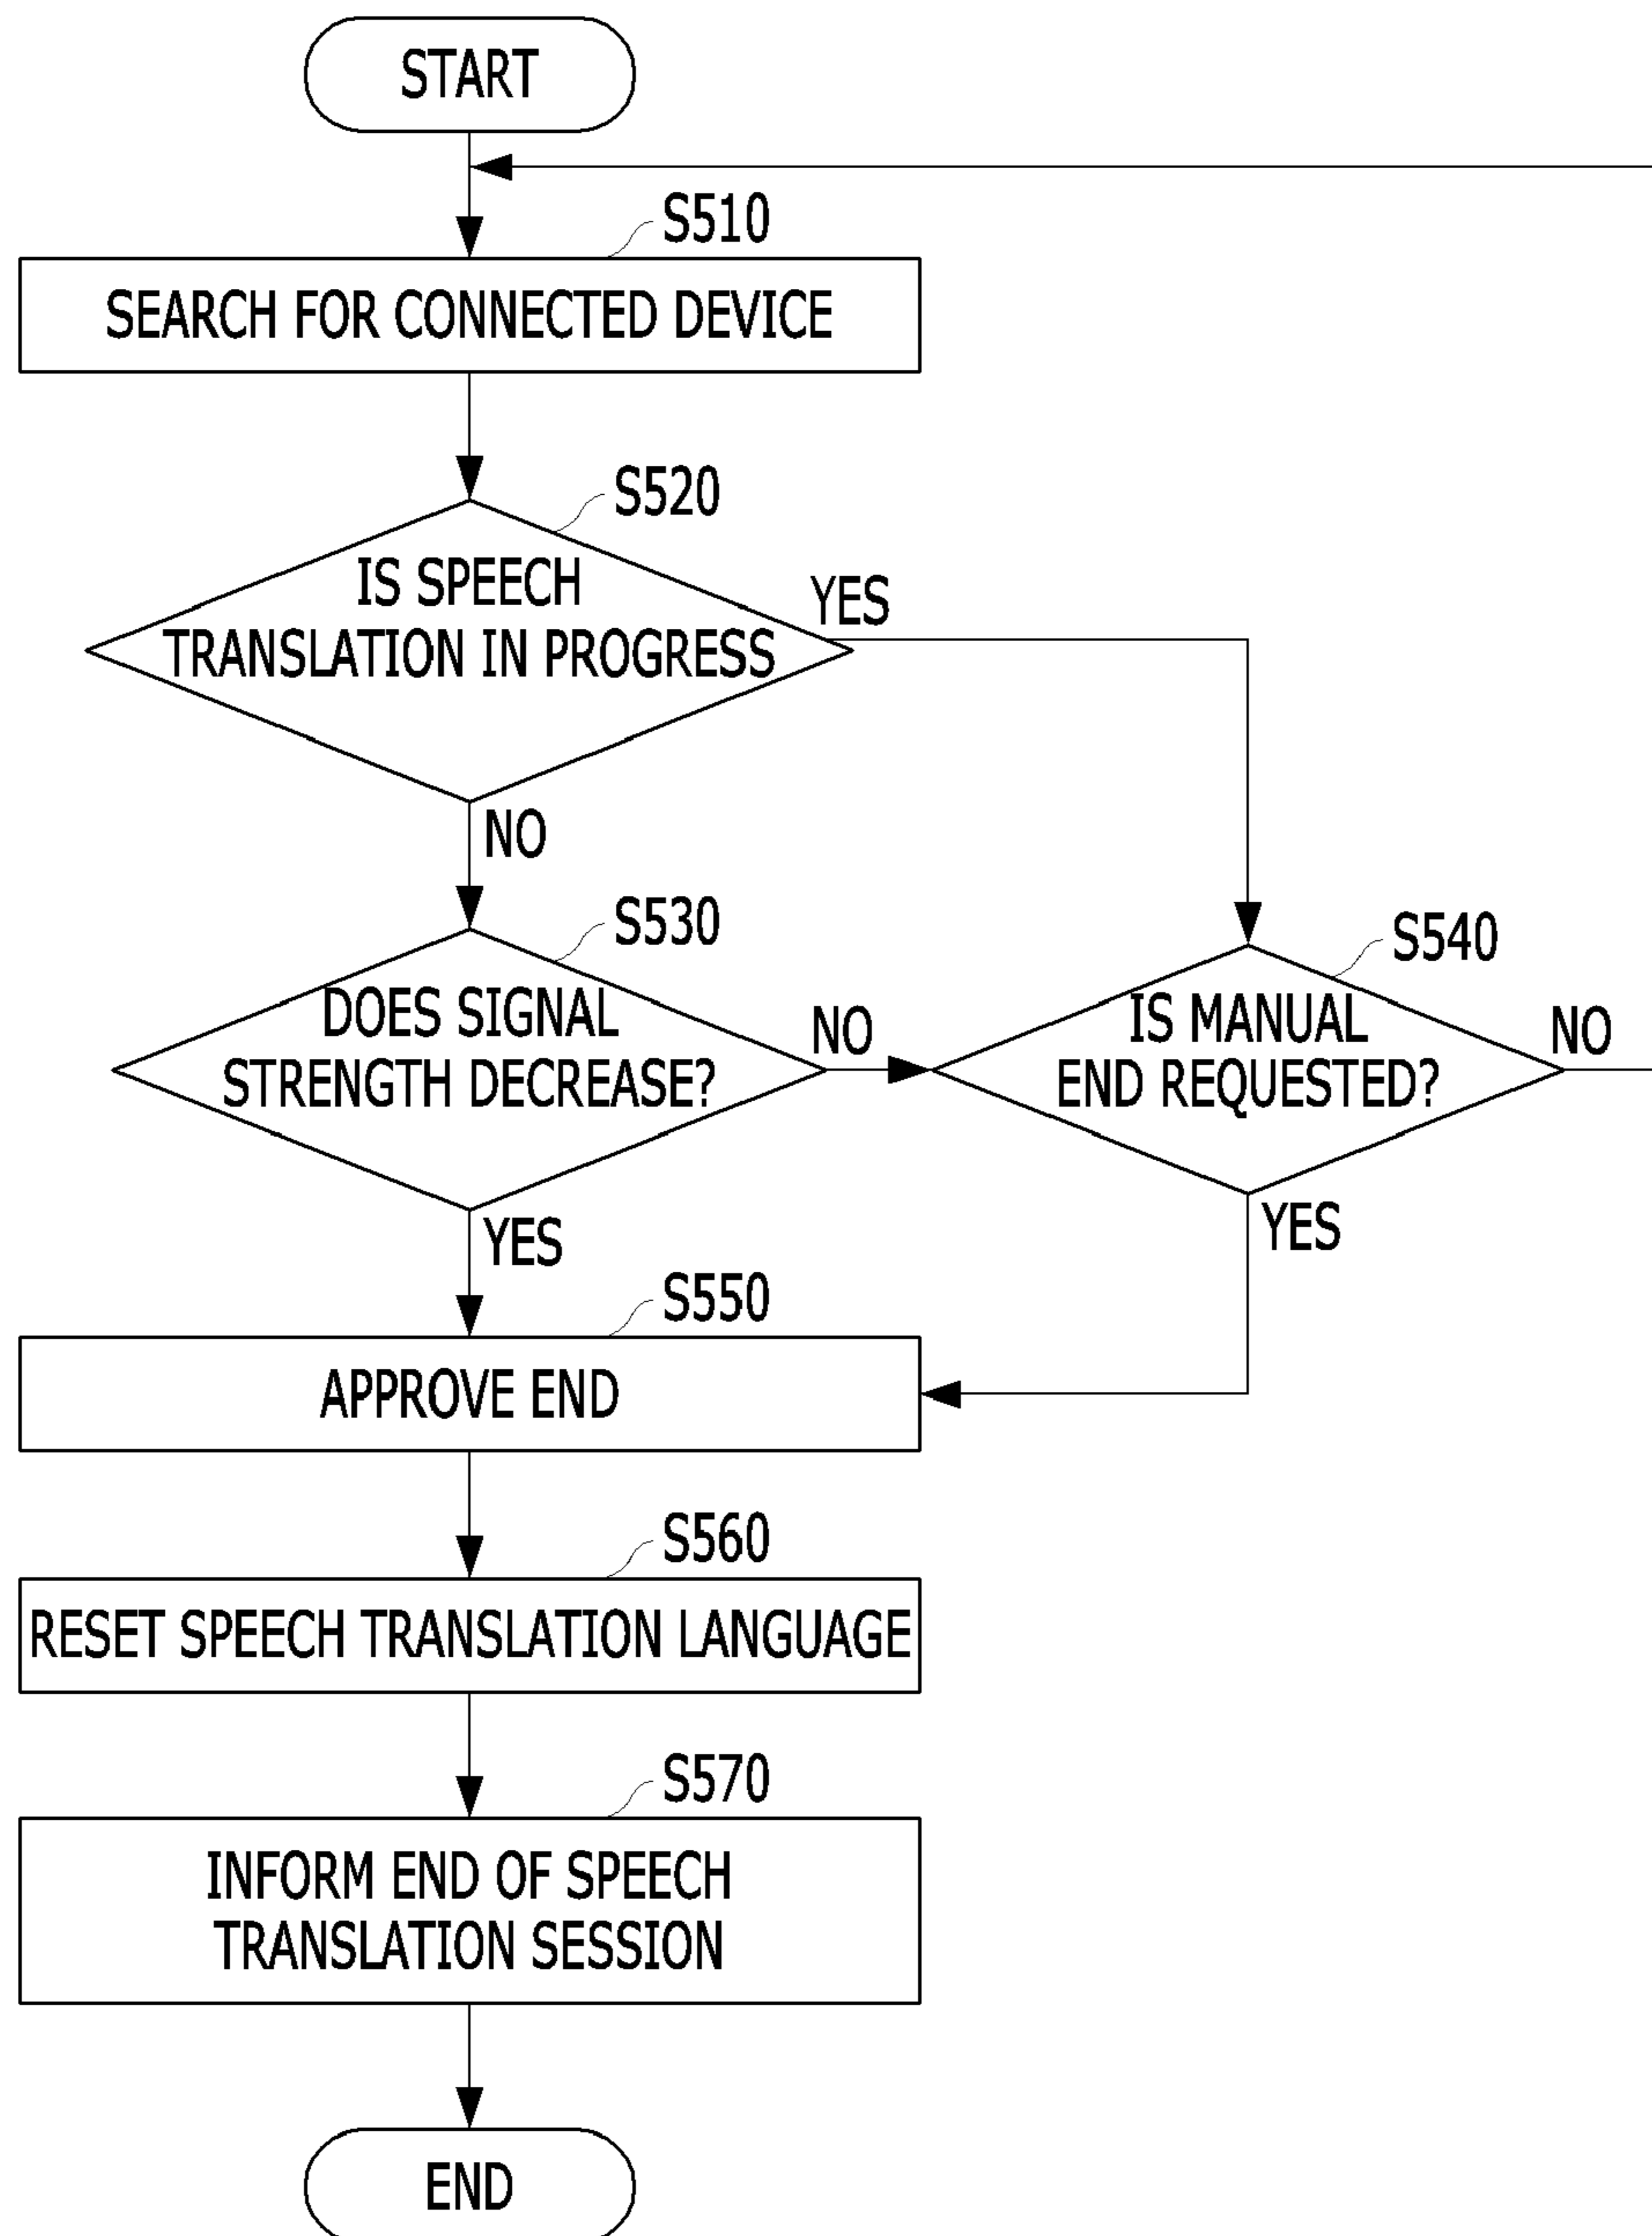 START
S510
SEARCH FOR CONNECTED DEVICE
S520
IS SPEECH
TRANSLATION IN PROGRESS
YES
NO
S530
DOES SIGNAL
STRENGTH DECREASE?
NO
YES
S540
IS MANUAL
END REQUESTED?
NO
YES
S550
APPROVE END
S560
RESET SPEECH TRANSLATION LANGUAGE
S570
INFORM END OF SPEECH
TRANSLATION SESSION
END